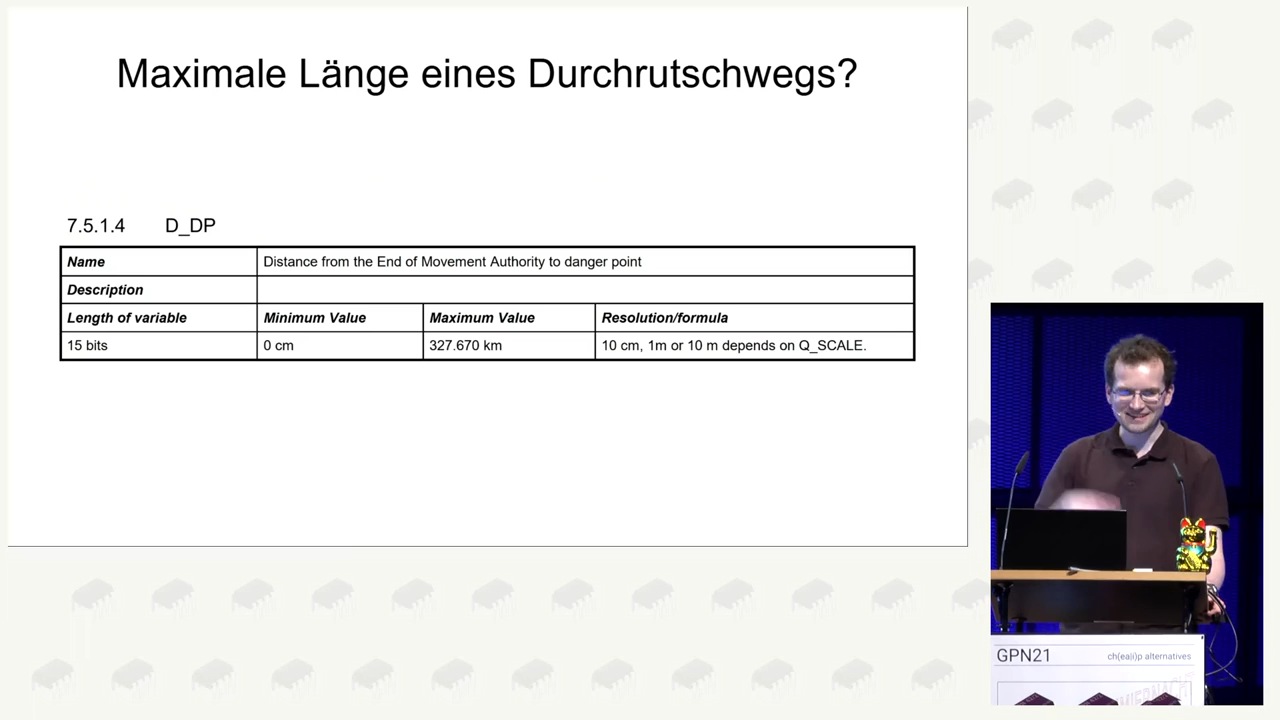 Maximale Länge eines Durchrutschwegs?
7.5.1.4 D_DP
Name Distance from the End of Movement Authority to danger point
Description
Length of variable Minimum Value Maximum Value Resolution/formula
15 bits 0 cm 327.670 km 10 cm, 1m or 10 m depends on Q_SCALE.
GPN21 ch(ea|i)p alternatives